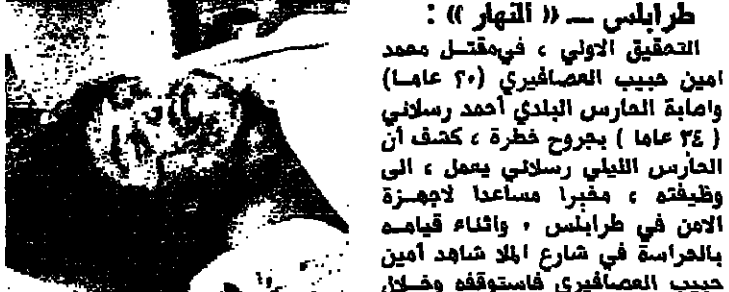 طرابلس — «النهار» :
التحقيق الاولي ، في مقتل محمد
امين حبيب العصافيري (٢٠ عاما)
واصابة الحارس البلدي أحمد رسلاني
( ٣٤ عاما ) بجروح خطرة ، كشف أن
الحارس الليلي رسلاني يعمل ، الى
وظيفته ، مخبرا مساعدا لاجهزة
الامن في طرابلس . واثناء قيامه
بالحراسة في شارع الملا شاهد أمين
حبيب العصافيري فاستوقفه وخلال